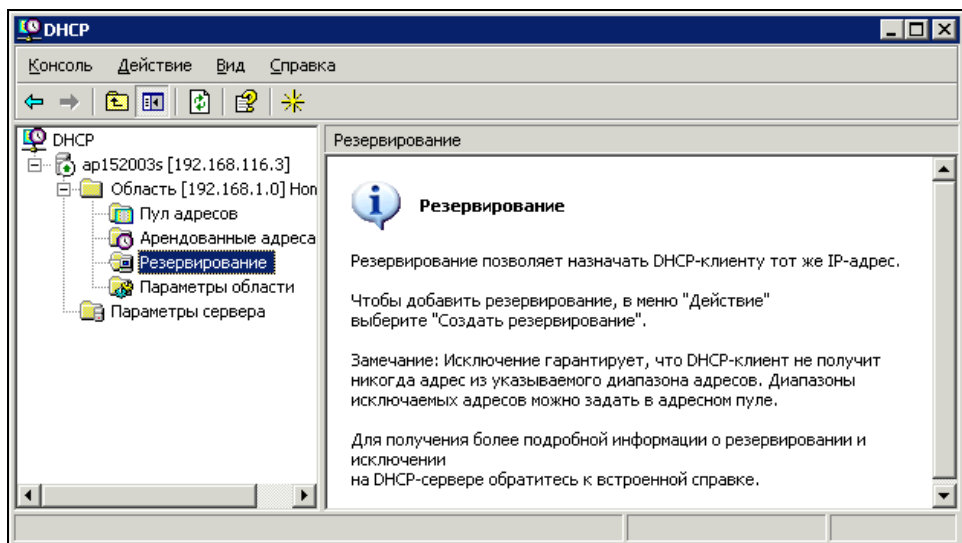 DHCP
Консоль Действие Вид Справка
DHCP
ap152003s [192.168.116.3]
Область [192.168.1.0] Hon
Пул адресов
Арендованные адреса
Резервирование
Параметры области
Параметры сервера
Резервирование
Резервирование
Резервирование позволяет назначать DHCP-клиенту тот же IP-адрес.
Чтобы добавить резервирование, в меню "Действие"
выберите "Создать резервирование".
Замечание: Исключение гарантирует, что DHCP-клиент не получит
никогда адрес из указываемого диапазона адресов. Диапазоны
исключаемых адресов можно задать в адресном пуле.
Для получения более подробной информации о резервировании и
исключении
на DHCP-сервере обратитесь к встроенной справке.